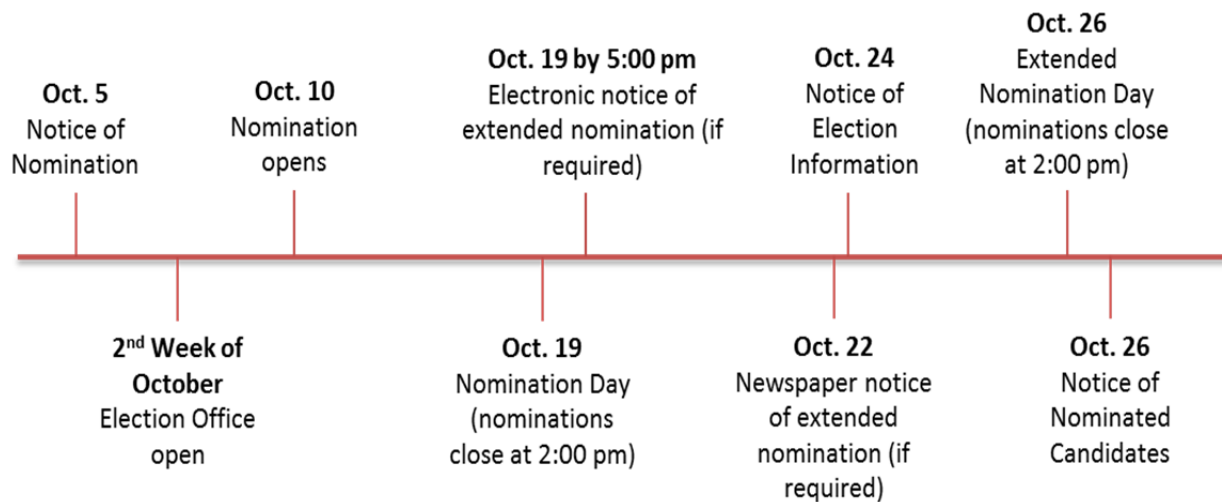 Oct. 5
Notice of
Nomination
Oct. 10
Nomination
opens
Oct. 19 by 5:00 pm
Electronic notice of
extended nomination (if
required)
Oct. 24
Notice of
Election
Information
Oct. 26
Extended
Nomination Day
(nominations close
at 2:00 pm)
2nd Week of
October
Election Office
open
Oct. 19
Nomination Day
(nominations
close at 2:00 pm)
Oct. 22
Newspaper notice
of extended
nomination (if
required)
Oct. 26
Notice of
Nominated
Candidates